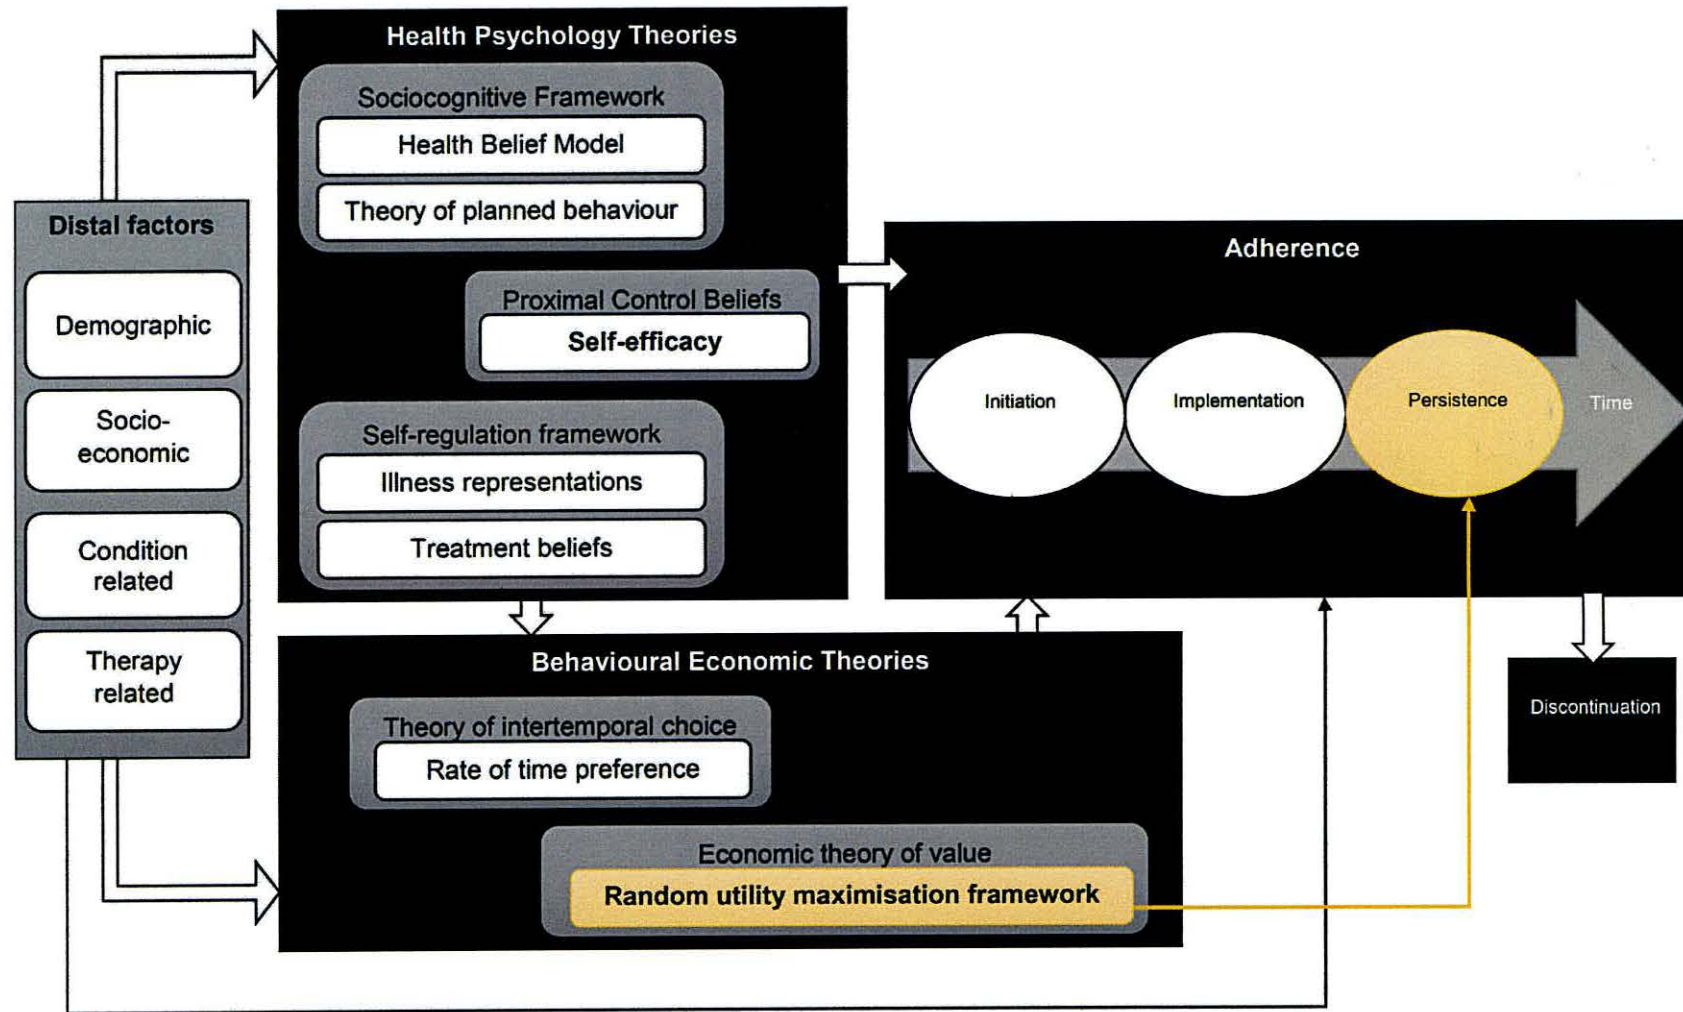 Health Psychology Theories
Sociocognitive Framework
Health Belief Model
Theory of planned behaviour
Proximal Control Beliefs
Self-efficacy
Self-regulation framework
Illness representations
Treatment beliefs
Distal factors
Demographic
Socio-
economic
Condition
related
Therapy
related
Adherence
Initiation
Implementation
Persistence
Time
Behavioural Economic Theories
Theory of intertemporal choice
Rate of time preference
Economic theory of value
Random utility maximisation framework
Discontinuation